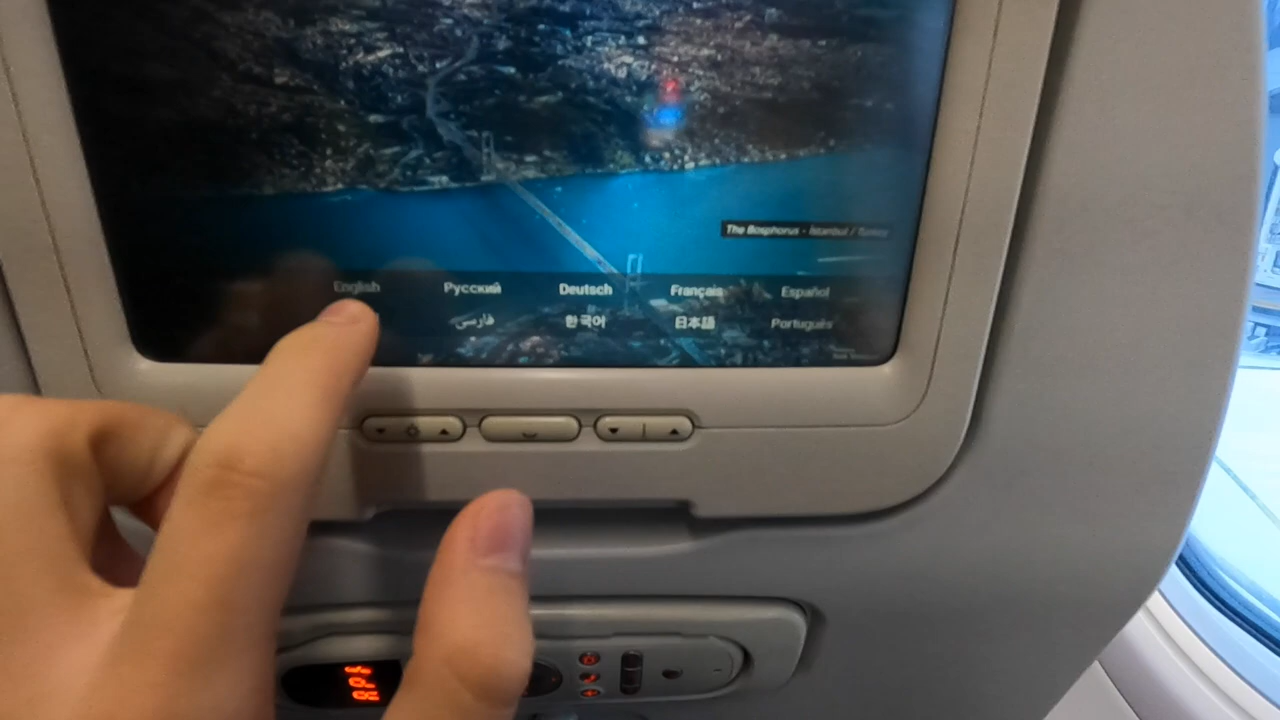 The Bosphorus - Istanbul / Turkey
English Русский Deutsch Français Español
فارسی 한국어 日本語 Português